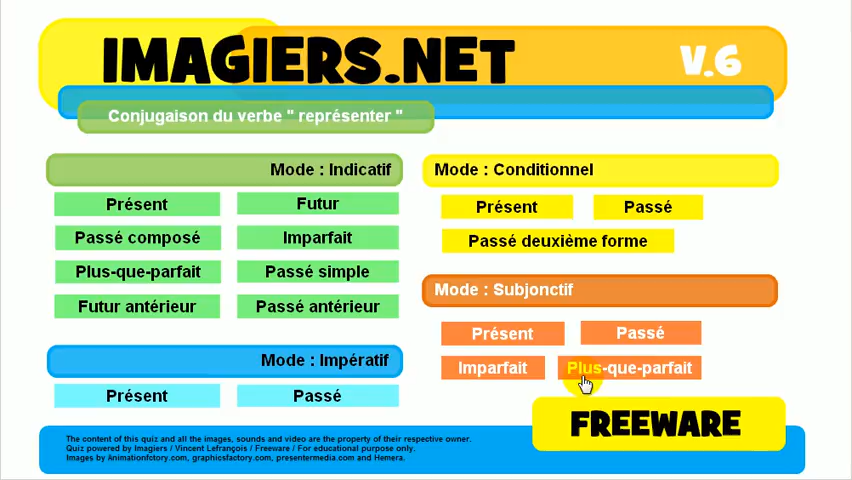 IMAGIERS.NET
V.6
Conjugaison du verbe " représenter "
Mode : Indicatif
Présent
Futur
Passé composé
Imparfait
Plus-que-parfait
Passé simple
Futur antérieur
Passé antérieur
Mode : Impératif
Présent
Passé
Mode : Conditionnel
Présent
Passé
Passé deuxième forme
Mode : Subjonctif
Présent
Passé
Imparfait
Plus-que-parfait
FREEWARE
The content of this quiz and all the images, sounds and video are the property of their respective owner.
Quiz powered by Imagiers / Vincent Lefrançois / Freeware / For educational purpose only.
Images by Animationfctory.com, graphicsfactory.com, presentermedia.com and Hemera.